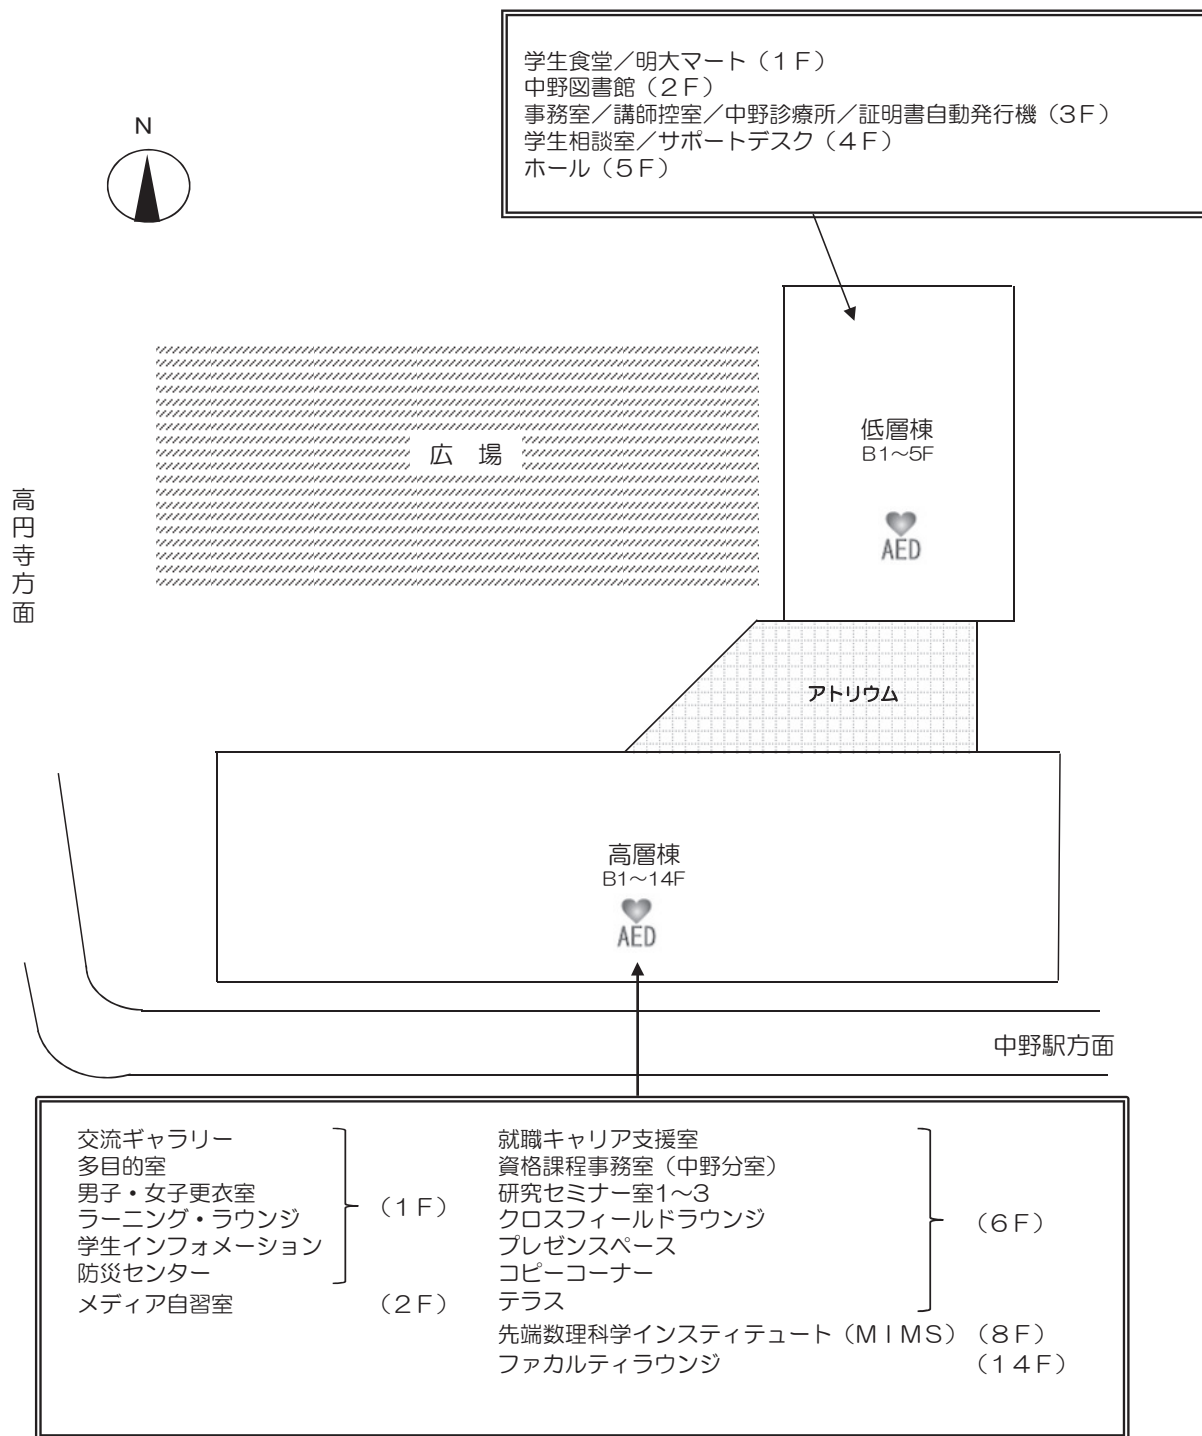 学生食堂／明大マート（１Ｆ）
中野図書館（２Ｆ）
事務室／講師控室／中野診療所／証明書自動発行機（３Ｆ）
学生相談室／サポートデスク（４Ｆ）
ホール（５Ｆ）
N
低層棟
B1～5F
AED
広　場
高円寺方面
アトリウム
高層棟
B1～14F
AED
中野駅方面
交流ギャラリー
多目的室
男子・女子更衣室
ラーニング・ラウンジ
学生インフォメーション
防災センター
（１Ｆ）
メディア自習室　（２Ｆ）
就職キャリア支援室
資格課程事務室（中野分室）
研究セミナー室1～3
クロスフィールドラウンジ
プレゼンスペース
コピーコーナー
テラス
（６Ｆ）
先端数理科学インスティテュート（ＭＩＭＳ）（８Ｆ）
ファカルティラウンジ　（１４Ｆ）